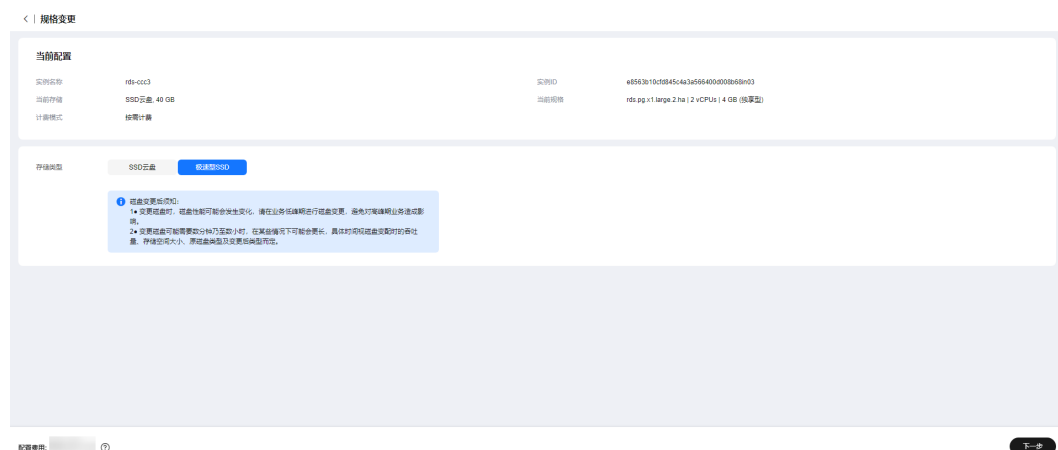 规格变更
当前配置
实例名称 rds-ccc3 实例ID e8563b10cfd845c4a3a566400d008b68in03
当前存储 SSD云盘, 40 GB 当前规格 rds.pg.x1.large.2.ha | 2 vCPUs | 4 GB (独享型)
计费模式 按需计费
存储类型 SSD云盘 极速型SSD
磁盘变更后须知:
1● 变更磁盘时，磁盘性能可能会发生变化，请在业务低峰期进行磁盘变更，避免对高峰期业务造成影
响。
2● 变更磁盘可能需要数分钟乃至数小时，在某些情况下可能会更长，具体时间视磁盘变配时的吞吐
量、存储空间大小、原磁盘类型及变更后类型而定。
配置费用: 下一步